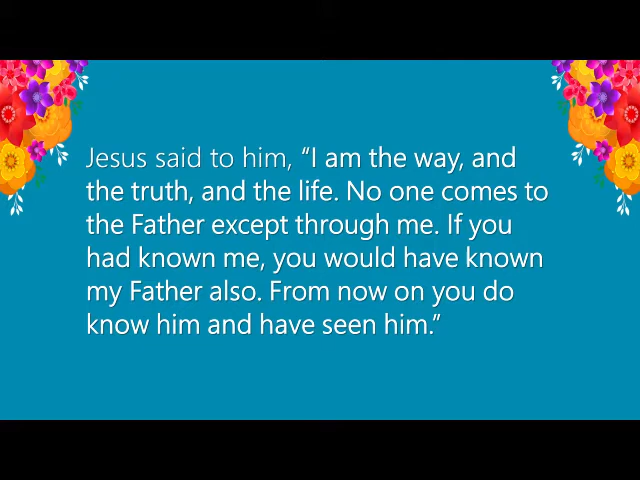 Jesus said to him, “I am the way, and
the truth, and the life. No one comes to
the Father except through me. If you
had known me, you would have known
my Father also. From now on you do
know him and have seen him.”